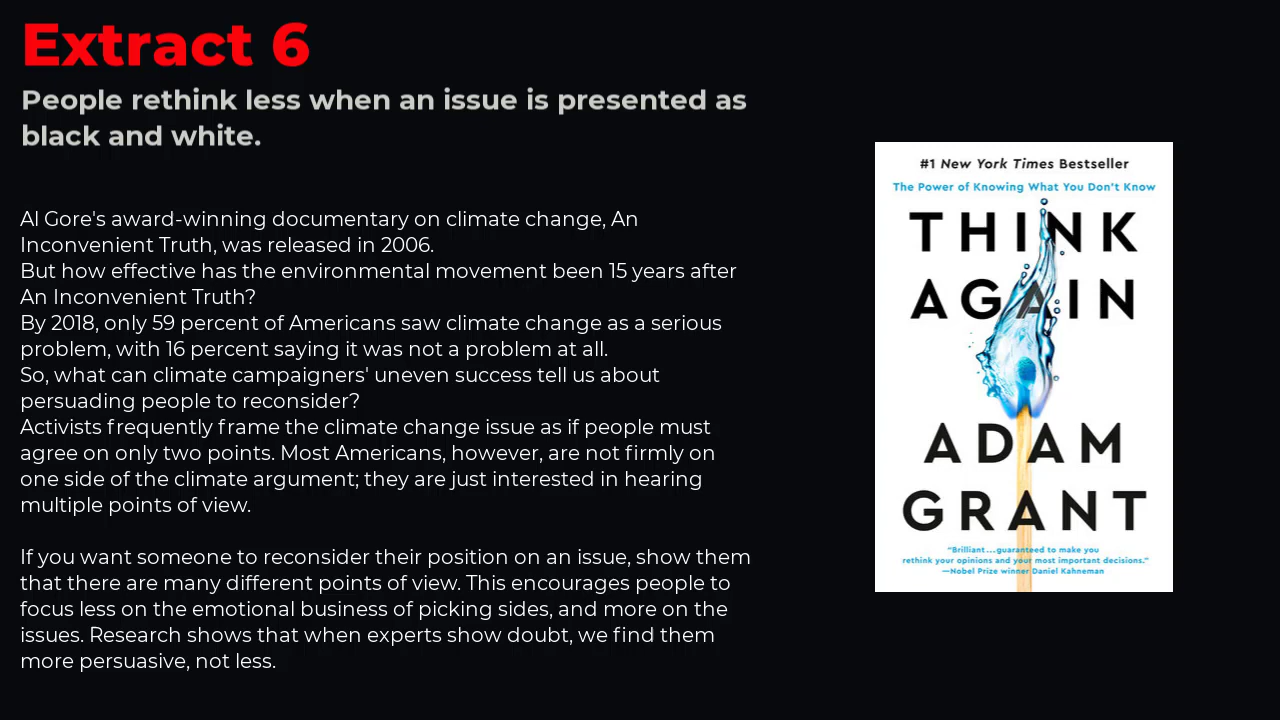 Extract 6
People rethink less when an issue is presented as
black and white.
Al Gore's award-winning documentary on climate change, An
Inconvenient Truth, was released in 2006.
But how effective has the environmental movement been 15 years after
An Inconvenient Truth?
By 2018, only 59 percent of Americans saw climate change as a serious
problem, with 16 percent saying it was not a problem at all.
So, what can climate campaigners' uneven success tell us about
persuading people to reconsider?
Activists frequently frame the climate change issue as if people must
agree on only two points. Most Americans, however, are not firmly on
one side of the climate argument; they are just interested in hearing
multiple points of view.
If you want someone to reconsider their position on an issue, show them
that there are many different points of view. This encourages people to
focus less on the emotional business of picking sides, and more on the
issues. Research shows that when experts show doubt, we find them
more persuasive, not less.
#1 New York Times Bestseller
The Power of Knowing What You Don't Know
THINK
AGAIN
ADAM
GRANT
"Brilliant...guaranteed to make you
rethink your opinions and your most important decisions."
—Nobel Prize winner Daniel Kahneman